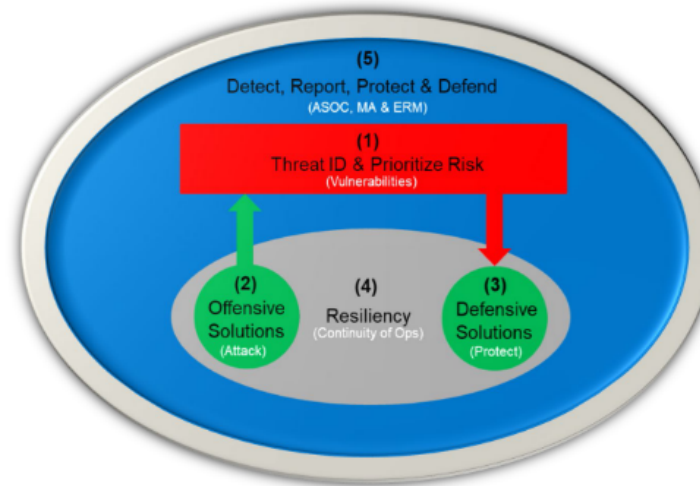 (5)
Detect, Report, Protect & Defend
(ASOC, MA & ERM)
(1)
Threat ID & Prioritize Risk
(Vulnerabilities)
(2)
Offensive
Solutions
(Attack)
(4)
Resiliency
(Continuity of Ops)
(3)
Defensive
Solutions
(Protect)